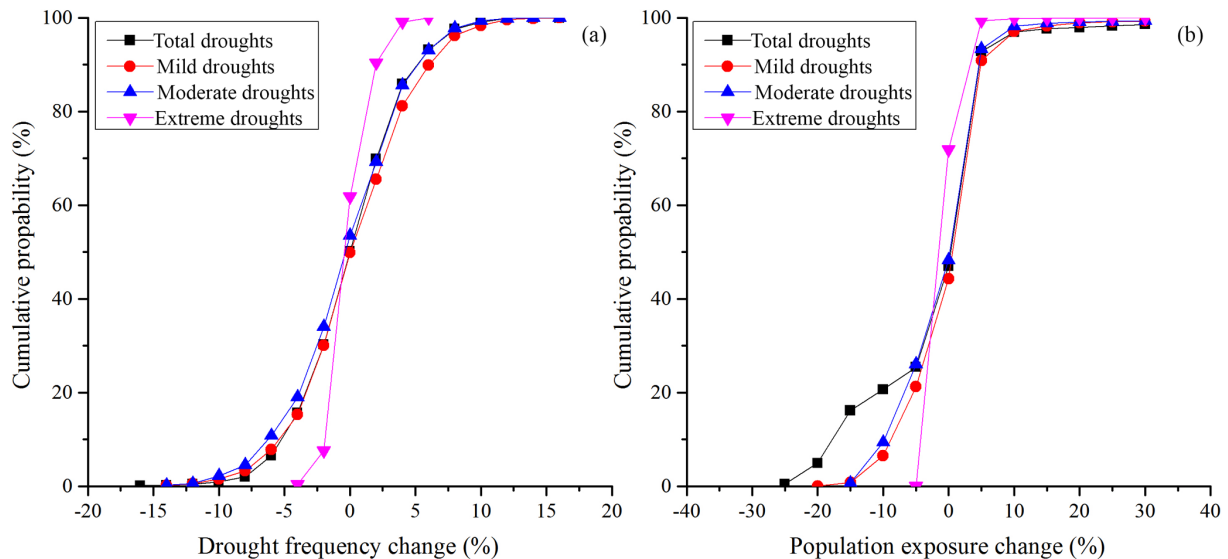 100
80
60
40
20
0
Cumulative propability (%)
Total droughts
Mild droughts
Moderate droughts
Extreme droughts
(a)
-20 -15 -10 -5 0 5 10 15 20
Drought frequency change (%)
100
80
60
40
20
0
Cumulative propability (%)
Total droughts
Mild droughts
Moderate droughts
Extreme droughts
(b)
-40 -30 -20 -10 0 10 20 30 40
Population exposure change (%)